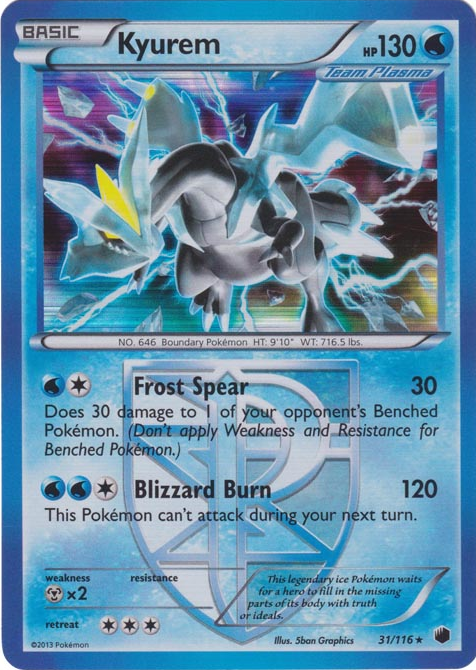 BASIC
Kyurem
HP130
Team Plasma
NO. 646 Boundary Pokémon HT: 9'10" WT: 716.5 lbs.
Frost Spear 30
Does 30 damage to 1 of your opponent's Benched
Pokémon. (Don't apply Weakness and Resistance for
Benched Pokémon.)
Blizzard Burn 120
This Pokémon can't attack during your next turn.
weakness resistance
×2
retreat
This legendary ice Pokémon waits
for a hero to fill in the missing
parts of its body with truth
or ideals.
©2013 Pokémon Illus. 5ban Graphics 31/116 ★